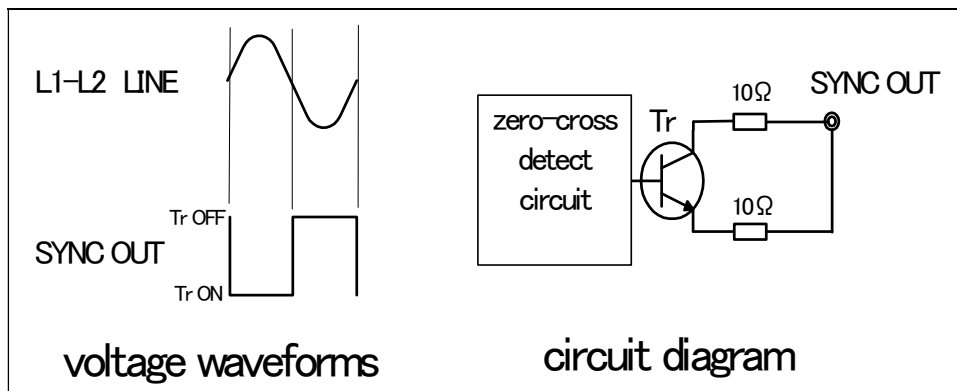 L1-L2 LINE
Tr OFF
SYNC OUT
Tr ON
voltage waveforms
zero-cross
detect
circuit
Tr
10Ω
SYNC OUT
10Ω
circuit diagram